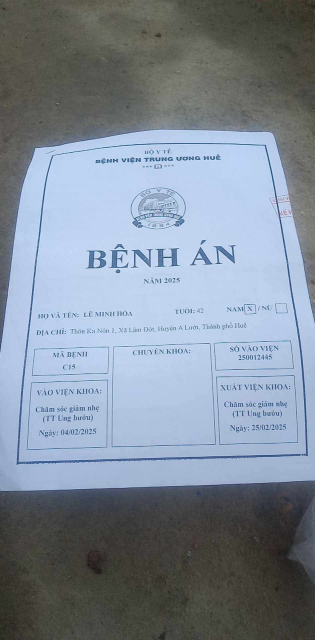 BỘ Y TẾ
BỆNH VIỆN TRUNG ƯƠNG HUẾ
BỘ Y TẾ
1894
BỆNH ÁN
NĂM 2025
HỌ VÀ TÊN: LÊ MINH HÒA TUỔI: 42 NAM X / NỮ
ĐỊA CHỈ: Thôn Ka Nôn 1, Xã Lâm Đớt, Huyện A Lưới, Thành phố Huế
MÃ BỆNH
C15
CHUYÊN KHOA:
SỐ VÀO VIỆN
250012445
VÀO VIỆN KHOA:
Chăm sóc giảm nhẹ
(TT Ung bướu)
Ngày: 04/02/2025
XUẤT VIỆN KHOA:
Chăm sóc giảm nhẹ
(TT Ung bướu)
Ngày: 25/02/2025